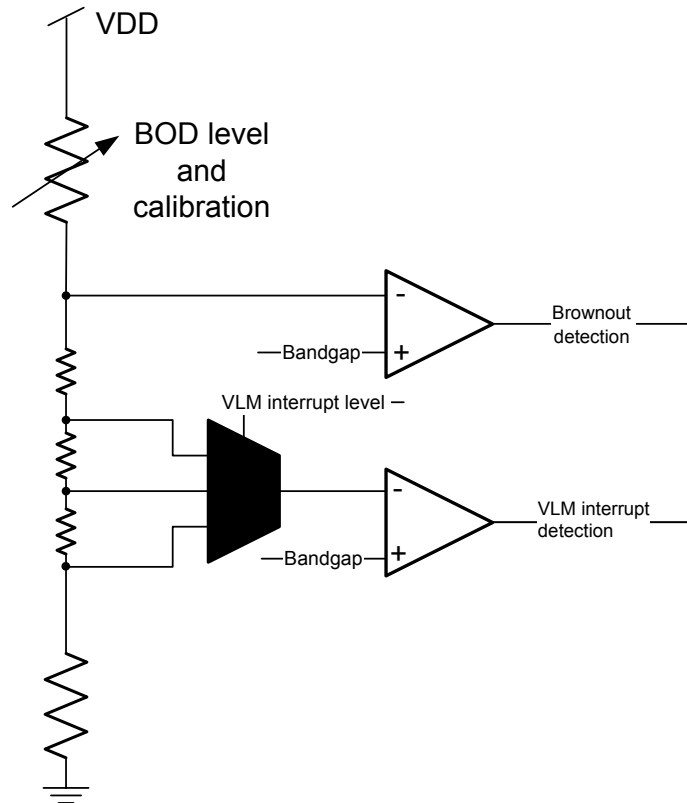 VDD
BOD level
and
calibration
-
Bandgap
+
Brownout
detection
VLM interrupt level
-
Bandgap
+
VLM interrupt
detection